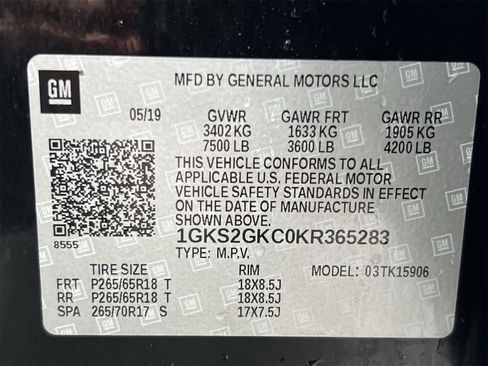 GM
MFD BY GENERAL MOTORS LLC
05/19 GVWR GAWR FRT GAWR RR
3402 KG 1633 KG 1905 KG
7500 LB 3600 LB 4200 LB
THIS VEHICLE CONFORMS TO ALL
APPLICABLE U.S. FEDERAL MOTOR
VEHICLE SAFETY STANDARDS IN EFFECT
ON THE DATE OF MANUFACTURE
SHOWN ABOVE.
8555
1GKS2GKC0KR365283
TYPE: M.P.V. MODEL: 03TK15906
TIRE SIZE RIM
FRT P265/65R18 T 18X8.5J
RR P265/65R18 T 18X8.5J
SPA 265/70R17 S 17X7.5J